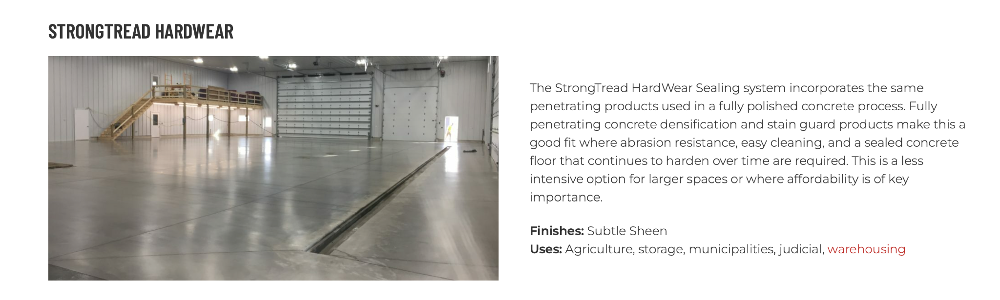 STRONGTREAD HARDWEAR
The StrongTread HardWear Sealing system incorporates the same
penetrating products used in a fully polished concrete process. Fully
penetrating concrete densification and stain guard products make this a
good fit where abrasion resistance, easy cleaning, and a sealed concrete
floor that continues to harden over time are required. This is a less
intensive option for larger spaces or where affordability is of key
importance.
Finishes: Subtle Sheen
Uses: Agriculture, storage, municipalities, judicial, warehousing